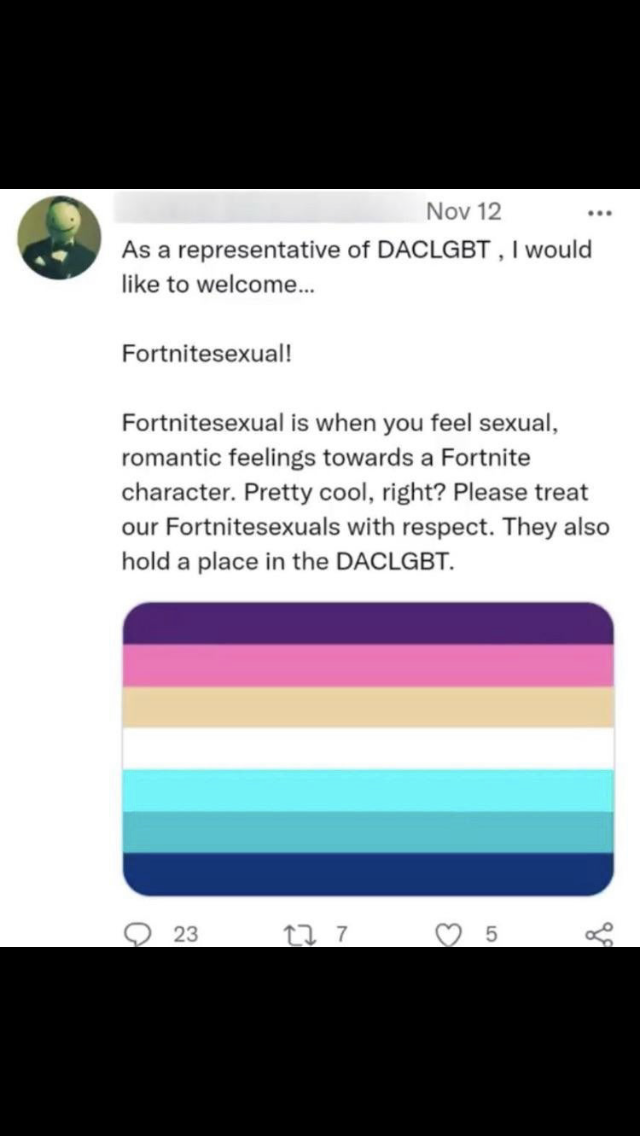 Nov 12
As a representative of DACLGBT , I would
like to welcome...
Fortnitesexual!
Fortnitesexual is when you feel sexual,
romantic feelings towards a Fortnite
character. Pretty cool, right? Please treat
our Fortnitesexuals with respect. They also
hold a place in the DACLGBT.
23 7 5